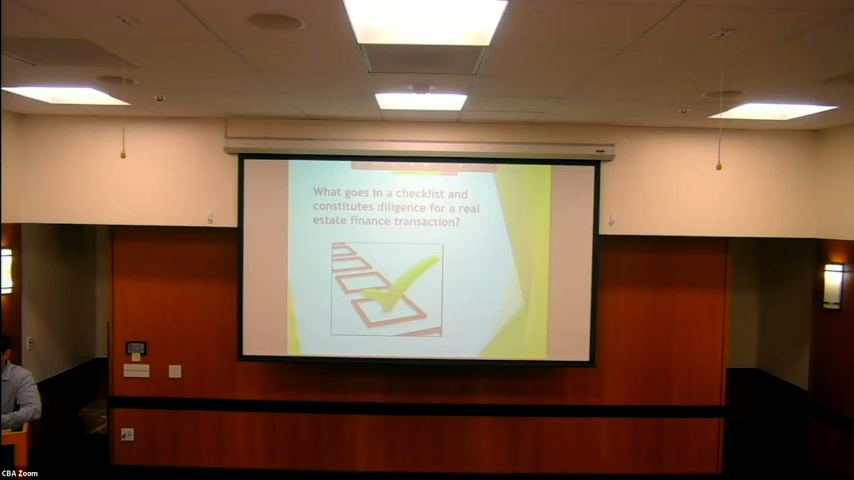 What goes in a checklist and
constitutes diligence for a real
estate finance transaction?
CBA Zoom